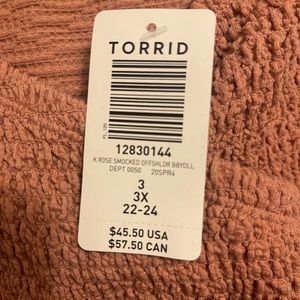 TORRID
FL_135
12830144
K ROSE SMOCKED OFFSHLDR BBYDLL
DEPT 0050 20SPR4
3
3X
22-24
$45.50 USA
$57.50 CAN